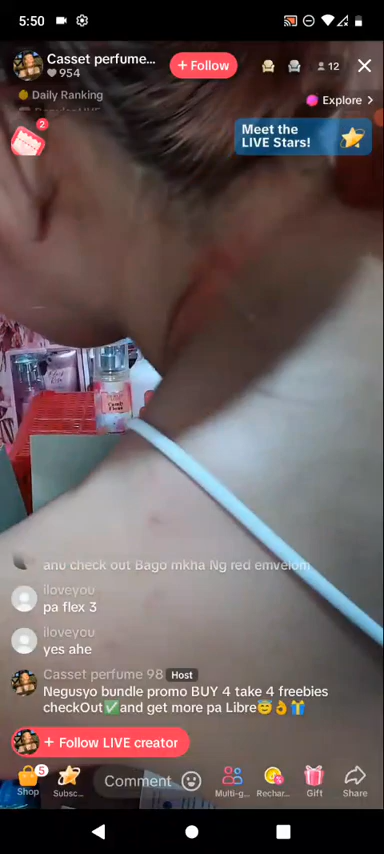 5:50
Casset perfume...
954
+ Follow
12
Daily Ranking
Explore >
2
Meet the
LIVE Stars!
and check out Bago mkha Ng red emvelom
iloveyou
pa flex 3
iloveyou
yes ahe
Casset perfume 98 Host
Negusyo bundle promo BUY 4 take 4 freebies
checkOut✅and get more pa Libre😇👌🎁
+ Follow LIVE creator
5
Comment
Shop
Subsc...
Multi-g...
Rechar...
Gift
Share